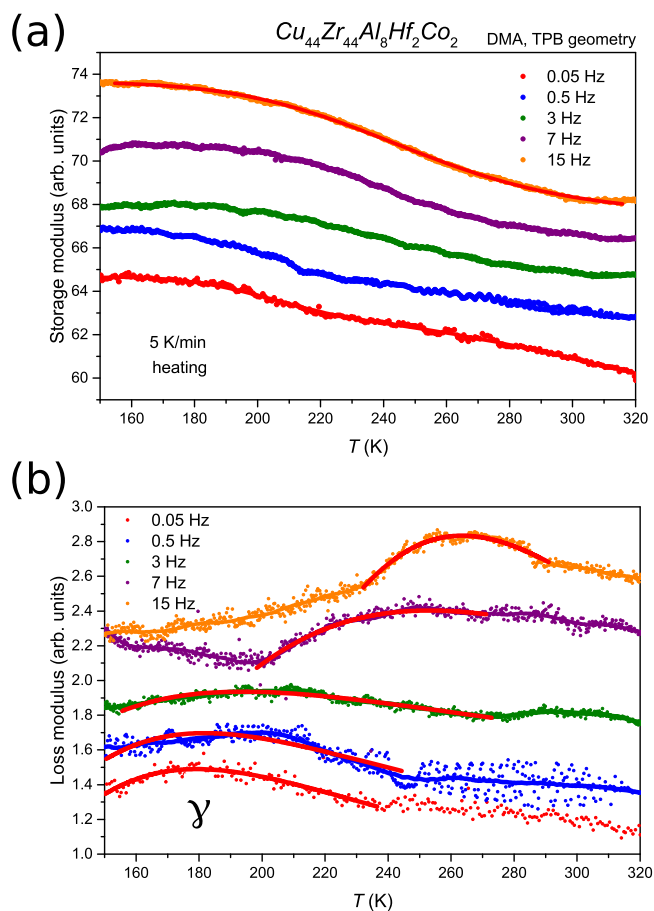 (a)
Cu44Zr44Al8Hf2Co2
DMA, TPB geometry
74
72
70
68
66
64
62
60
Storage modulus (arb. units)
0.05 Hz
0.5 Hz
3 Hz
7 Hz
15 Hz
5 K/min
heating
160 180 200 220 240 260 280 300 320
T (K)
(b)
3.0
2.8
2.6
2.4
2.2
2.0
1.8
1.6
1.4
1.2
1.0
Loss modulus (arb. units)
0.05 Hz
0.5 Hz
3 Hz
7 Hz
15 Hz
γ
160 180 200 220 240 260 280 300 320
T (K)